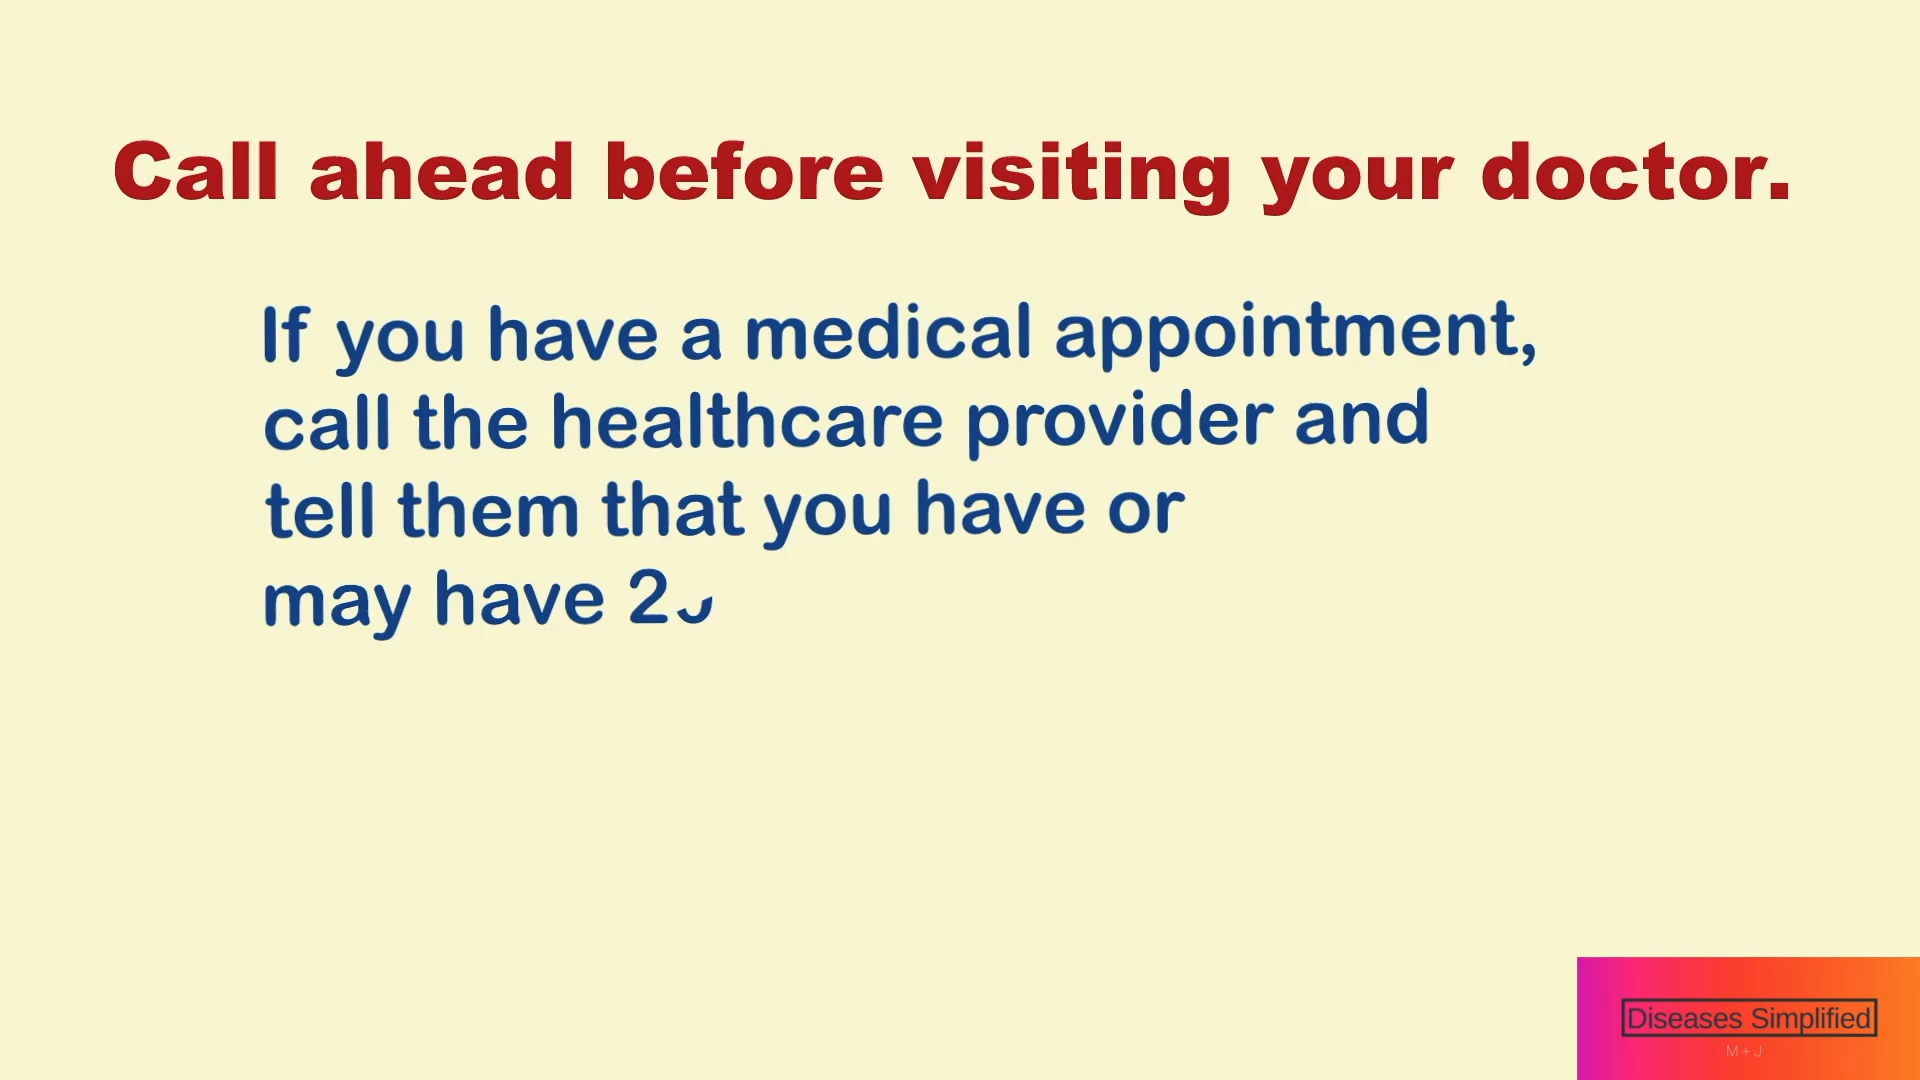 Call ahead before visiting your doctor.
If you have a medical appointment,
call the healthcare provider and
tell them that you have or
may have 2
Diseases Simplified
M + J